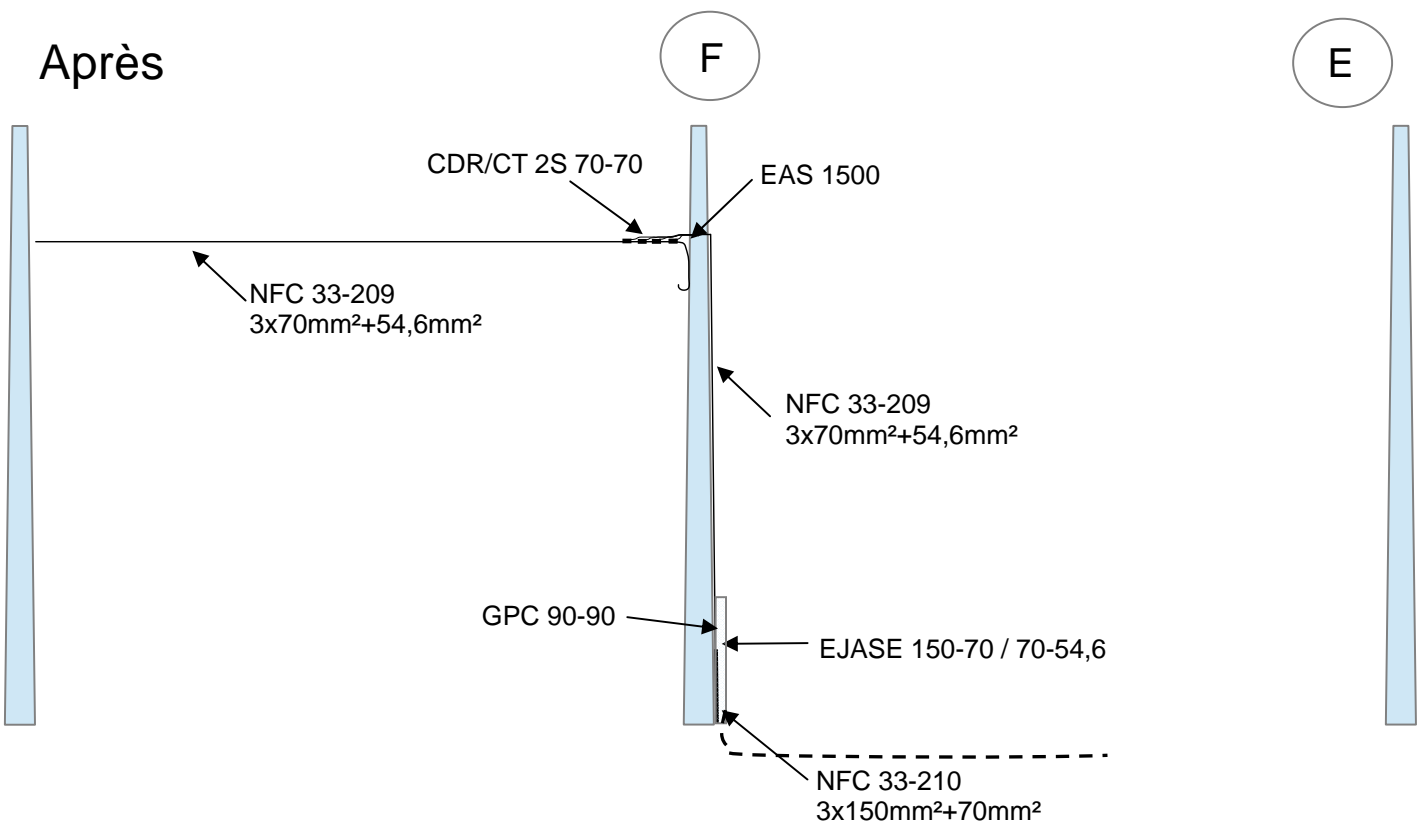 Après
F
E
CDR/CT 2S 70-70
EAS 1500
NFC 33-209
3x70mm²+54,6mm²
NFC 33-209
3x70mm²+54,6mm²
GPC 90-90
EJASE 150-70 / 70-54,6
NFC 33-210
3x150mm²+70mm²